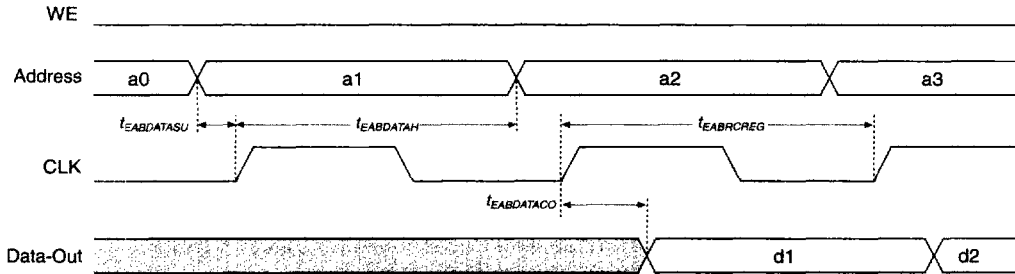 WE
Address a0 a1 a2 a3
tEABDATASU tEABDATAH tEABRCREG
CLK
tEABDATACO
Data-Out d1 d2